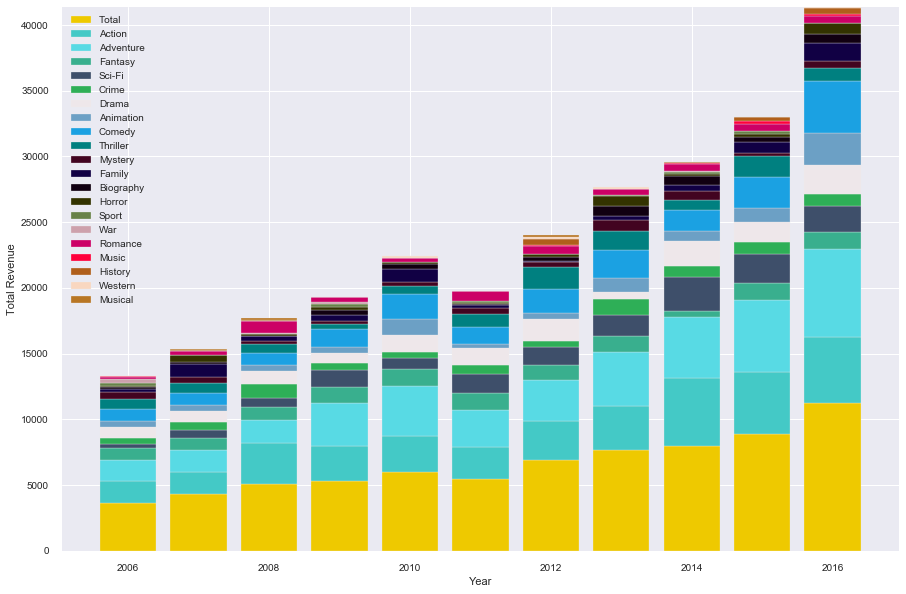 Total
Action
Adventure
Fantasy
Sci-Fi
Crime
Drama
Animation
Comedy
Thriller
Mystery
Family
Biography
Horror
Sport
War
Romance
Music
History
Western
Musical
40000
35000
30000
25000
20000
15000
10000
5000
0
Total Revenue
2006 2008 2010 2012 2014 2016
Year